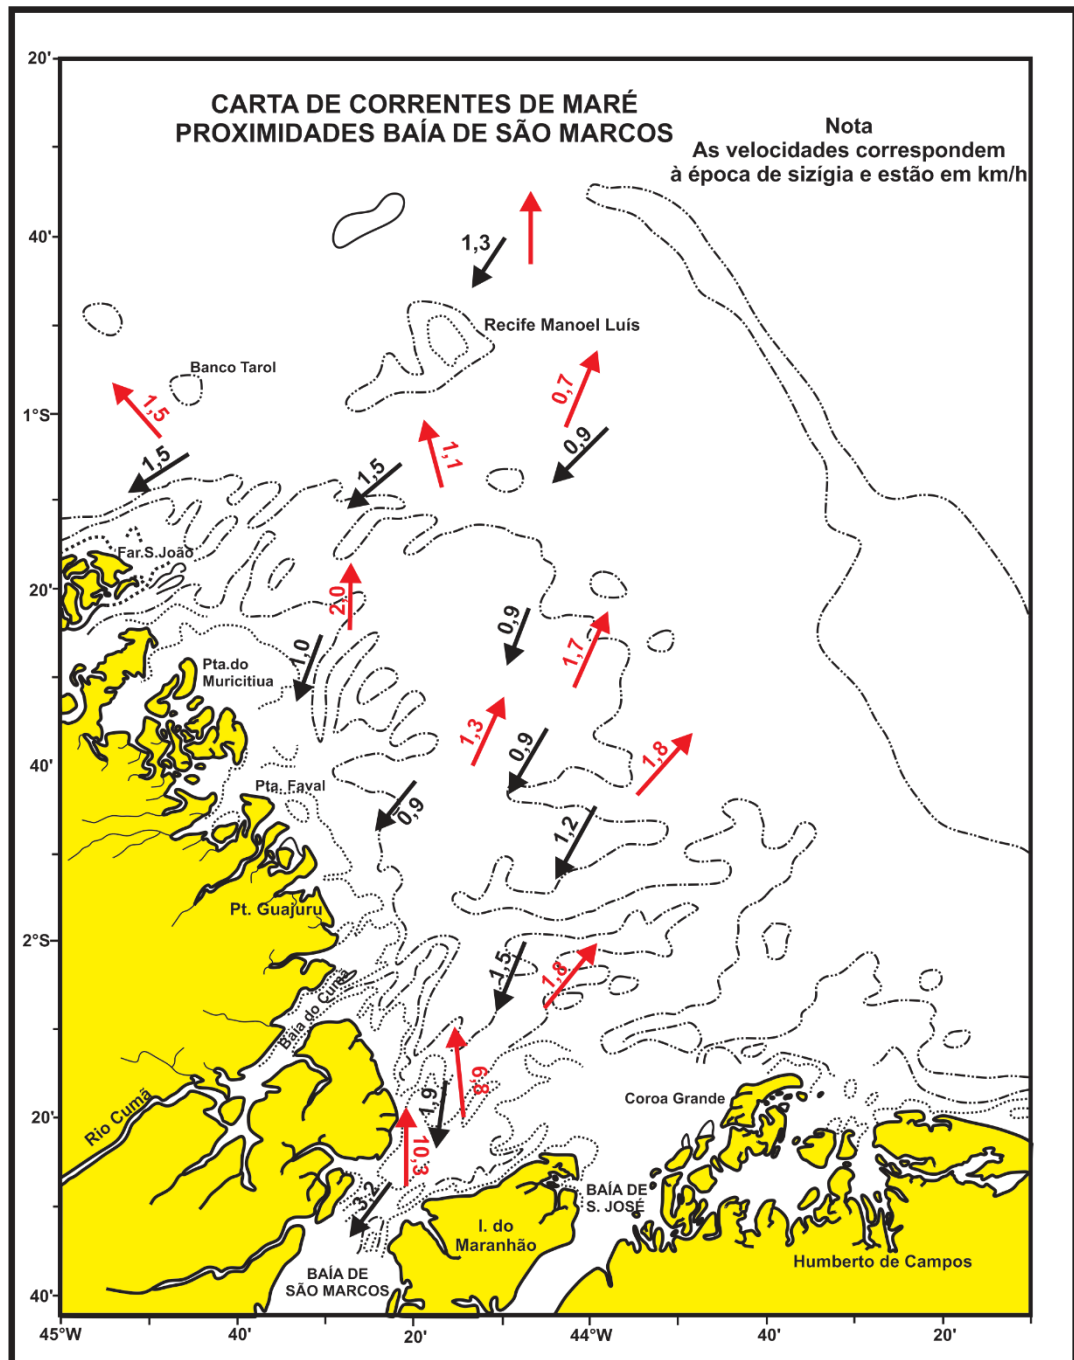 20'
CARTA DE CORRENTES DE MARÉ
PROXIMIDADES BAÍA DE SÃO MARCOS
Nota
As velocidades correspondem
à época de sizígia e estão em km/h
40'
1,3
Recife Manoel Luís
Banco Tarol
0,7
1,5
1°S
0,9
1,1
1,5
1,5
Far.S.João
20'
2,0
0,9
1,7
1,0
Pta.do
Muricitiua
1,3
0,9
1,8
40'
Pta. Faval
0,9
1,2
Pt. Guajuru
2°S
1,5
1,8
Baía do Cumã
8,9
1,9
Coroa Grande
20'
Rio Cumã
10,3
3,2
BAÍA DE
S. JOSÉ
I. do
Maranhão
Humberto de Campos
BAÍA DE
SÃO MARCOS
40'
45°W
40'
20'
44°W
40'
20'